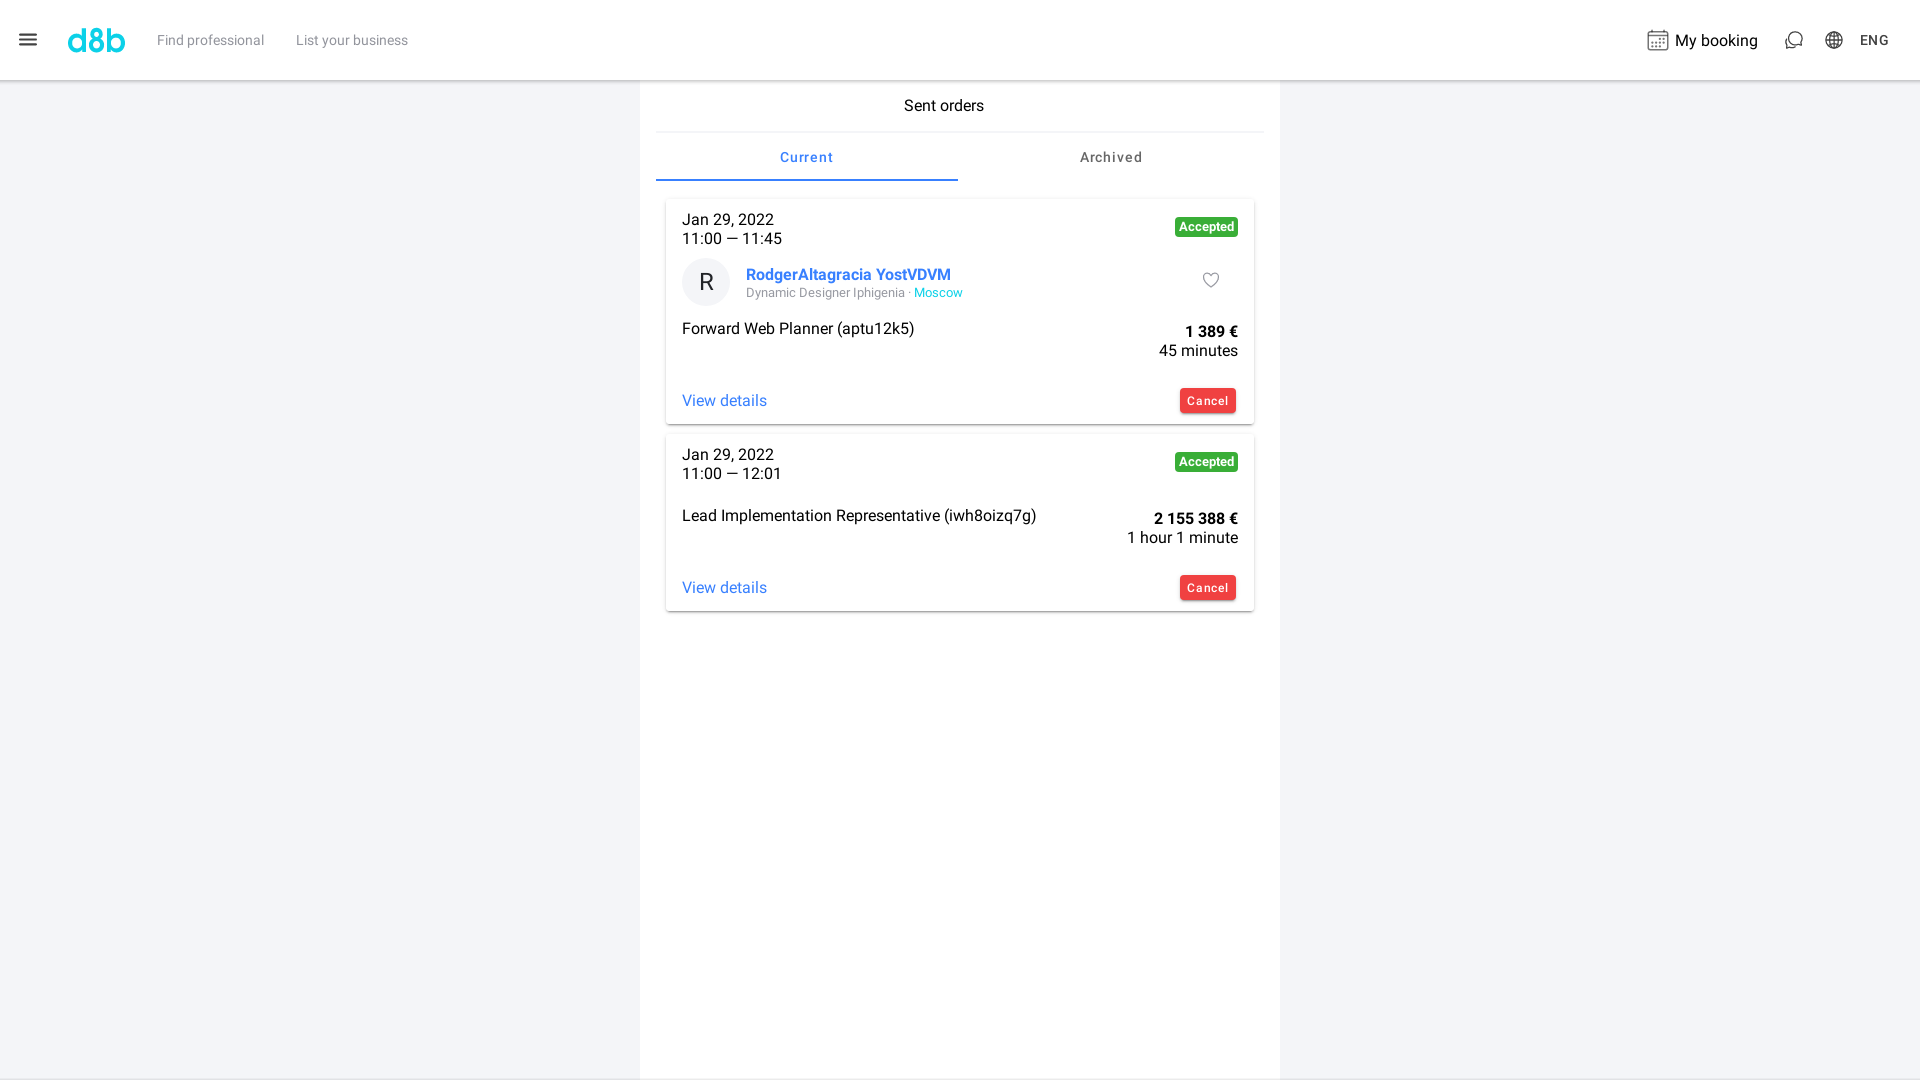 d8b
Find professional
List your business
My booking
ENG
Sent orders
Current
Archived
Jan 29, 2022
11:00 — 11:45
Accepted
R
RodgerAltagracia YostVDVM
Dynamic Designer Iphigenia · Moscow
Forward Web Planner (aptu12k5)
1 389 €
45 minutes
View details
Cancel
Jan 29, 2022
11:00 — 12:01
Accepted
Lead Implementation Representative (iwh8oizq7g)
2 155 388 €
1 hour 1 minute
View details
Cancel